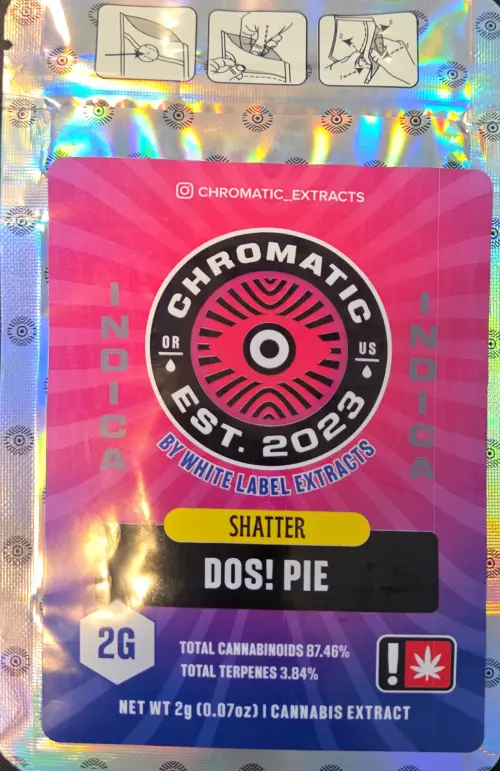 CHROMATIC_EXTRACTS
CHROMATIC
OR
US
EST. 2023
BY WHITE LABEL EXTRACTS
INDICA
INDICA
SHATTER
DOS! PIE
2G
TOTAL CANNABINOIDS 87.46%
TOTAL TERPENES 3.84%
!
NET WT 2g (0.07oz) | CANNABIS EXTRACT